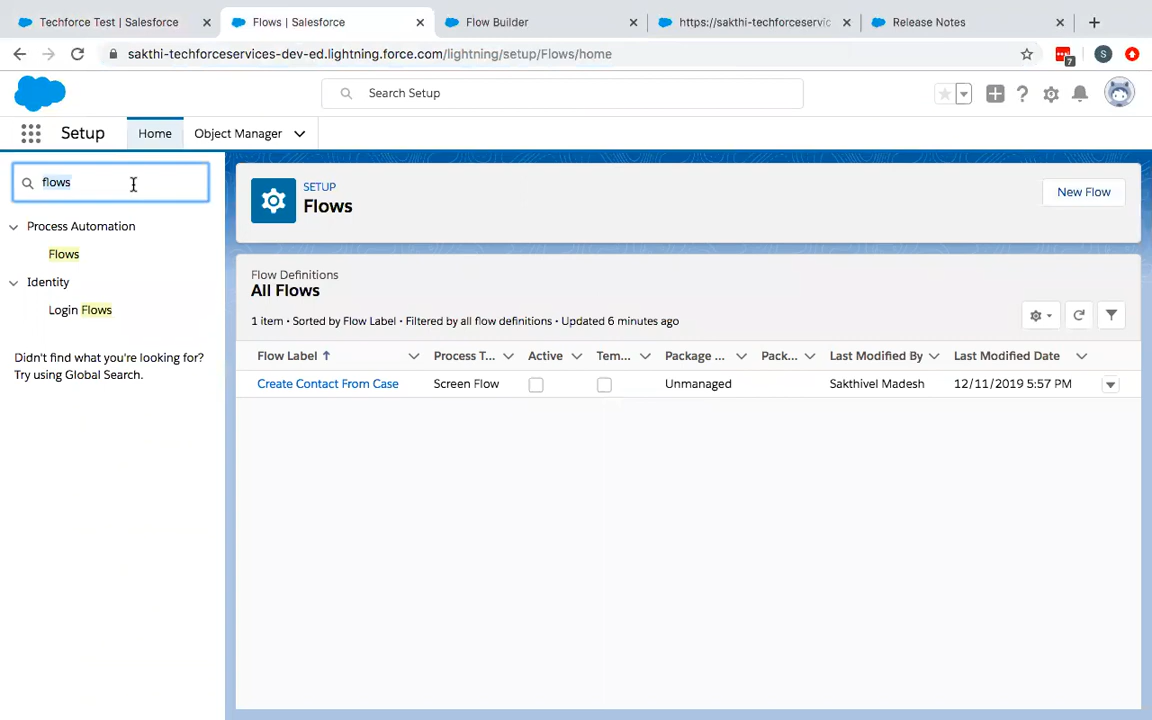 Techforce Test | Salesforce
Flows | Salesforce
Flow Builder
https://sakthi-techforceservic
Release Notes
sakthi-techforceservices-dev-ed.lightning.force.com/lightning/setup/Flows/home
7
S
Search Setup
Setup
Home
Object Manager
flows
Process Automation
Flows
Identity
Login Flows
Didn't find what you're looking for?
Try using Global Search.
SETUP
Flows
New Flow
Flow Definitions
All Flows
1 item • Sorted by Flow Label • Filtered by all flow definitions • Updated 6 minutes ago
Flow Label Process T... Active Tem... Package ... Pack... Last Modified By Last Modified Date
Create Contact From Case Screen Flow Unmanaged Sakthivel Madesh 12/11/2019 5:57 PM